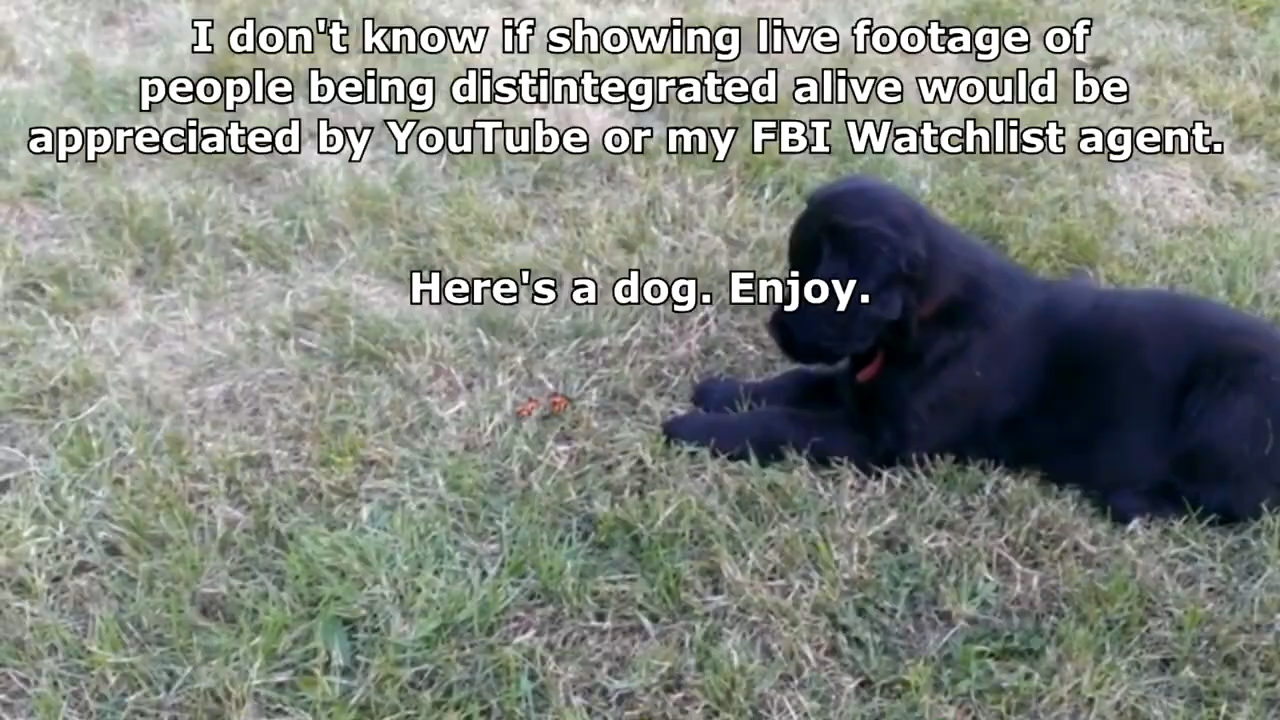 I don't know if showing live footage of
people being distintegrated alive would be
appreciated by YouTube or my FBI Watchlist agent.
Here's a dog. Enjoy.